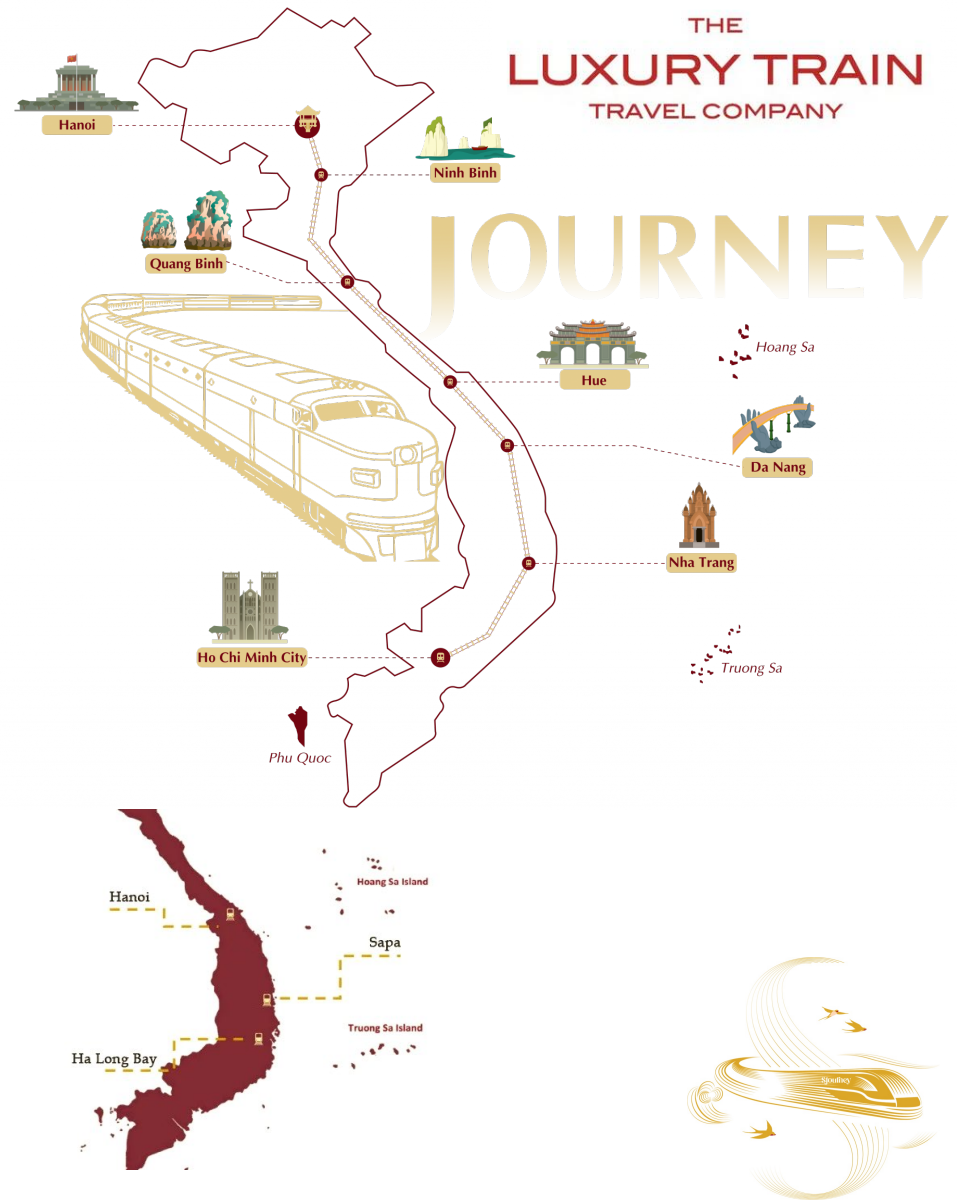 THE
LUXURY TRAIN
TRAVEL COMPANY
Hanoi
Ninh Binh
JOURNEY
Quang Binh
Hue
Hoang Sa
Da Nang
Nha Trang
Ho Chi Minh City
Truong Sa
Phu Quoc
Hoang Sa Island
Hanoi
Sapa
Truong Sa Island
Ha Long Bay